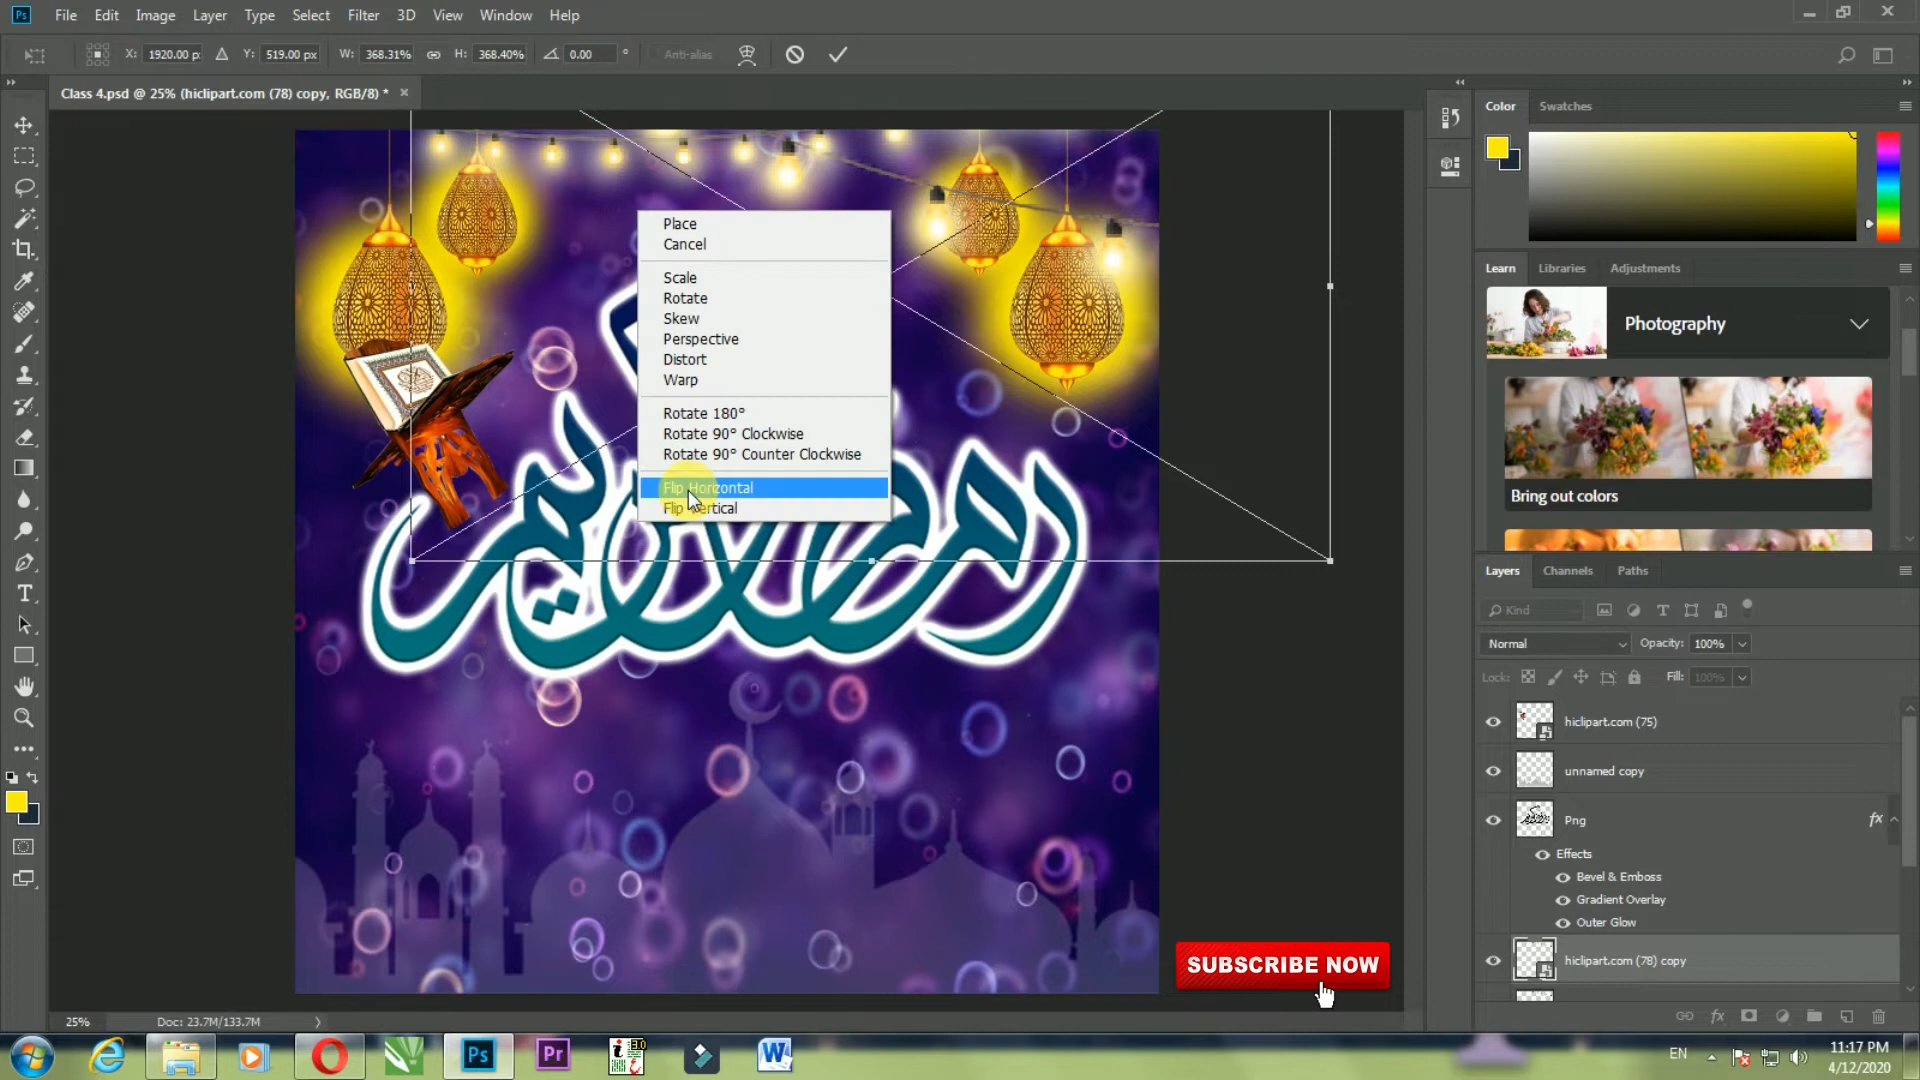 Ps File Edit Image Layer Type Select Filter 3D View Window Help
X: 1920.00 p Y: 519.00 px W: 368.31% H: 368.40% 0.00 ° Anti-alias
Class 4.psd @ 25% (hiclipart.com (78) copy, RGB/8) * ×
Place
Cancel
Scale
Rotate
Skew
Perspective
Distort
Warp
Rotate 180°
Rotate 90° Clockwise
Rotate 90° Counter Clockwise
Flip Horizontal
Flip Vertical
SUBSCRIBE NOW
Color Swatches
Learn Libraries Adjustments
Photography
Bring out colors
Layers Channels Paths
Kind
Normal Opacity: 100%
Lock: Fill: 100%
hiclipart.com (75)
unnamed copy
Png fx
Effects
Bevel & Emboss
Gradient Overlay
Outer Glow
hiclipart.com (78) copy
25% Doc: 23.7M/133.7M
Ps Pr 3.0 W EN 11:17 PM
4/12/2020